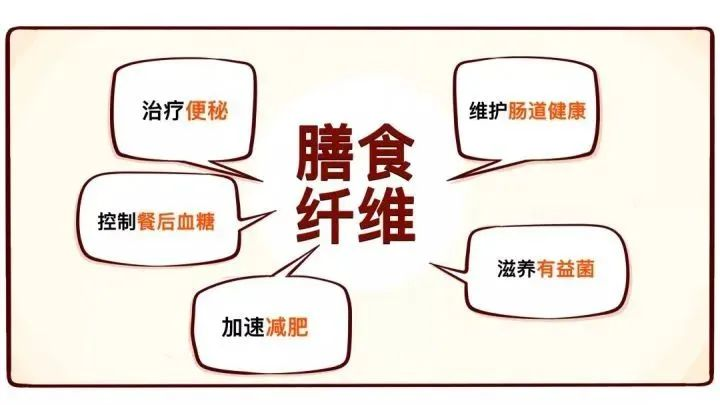 膳食
纤维
治疗便秘
维护肠道健康
控制餐后血糖
滋养有益菌
加速减肥